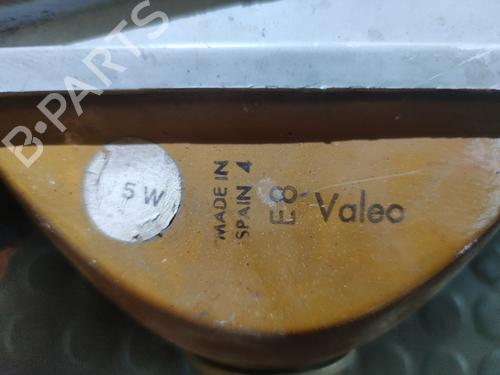 B-PARTS
5W
MADE IN
SPAIN 4
E8
Valeo